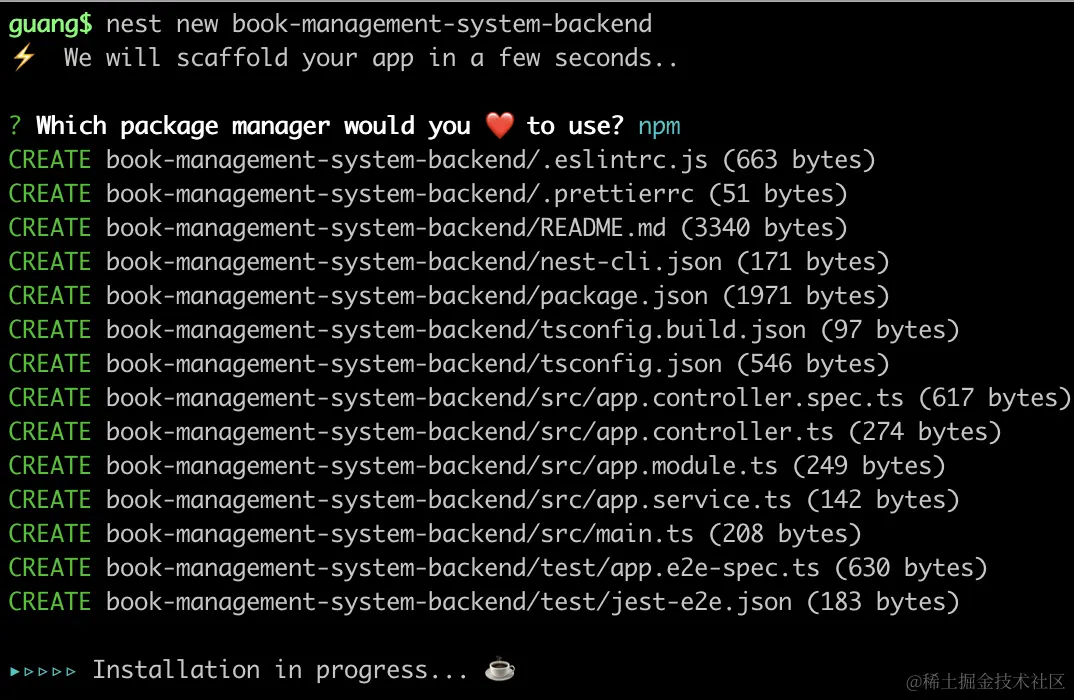 guang$ nest new book-management-system-backend
⚡ We will scaffold your app in a few seconds..
? Which package manager would you ❤️ to use? npm
CREATE book-management-system-backend/.eslintrc.js (663 bytes)
CREATE book-management-system-backend/.prettierrc (51 bytes)
CREATE book-management-system-backend/README.md (3340 bytes)
CREATE book-management-system-backend/nest-cli.json (171 bytes)
CREATE book-management-system-backend/package.json (1971 bytes)
CREATE book-management-system-backend/tsconfig.build.json (97 bytes)
CREATE book-management-system-backend/tsconfig.json (546 bytes)
CREATE book-management-system-backend/src/app.controller.spec.ts (617 bytes)
CREATE book-management-system-backend/src/app.controller.ts (274 bytes)
CREATE book-management-system-backend/src/app.module.ts (249 bytes)
CREATE book-management-system-backend/src/app.service.ts (142 bytes)
CREATE book-management-system-backend/src/main.ts (208 bytes)
CREATE book-management-system-backend/test/app.e2e-spec.ts (630 bytes)
CREATE book-management-system-backend/test/jest-e2e.json (183 bytes)
▸▹▹▹▹ Installation in progress... ☕
@稀土掘金技术社区